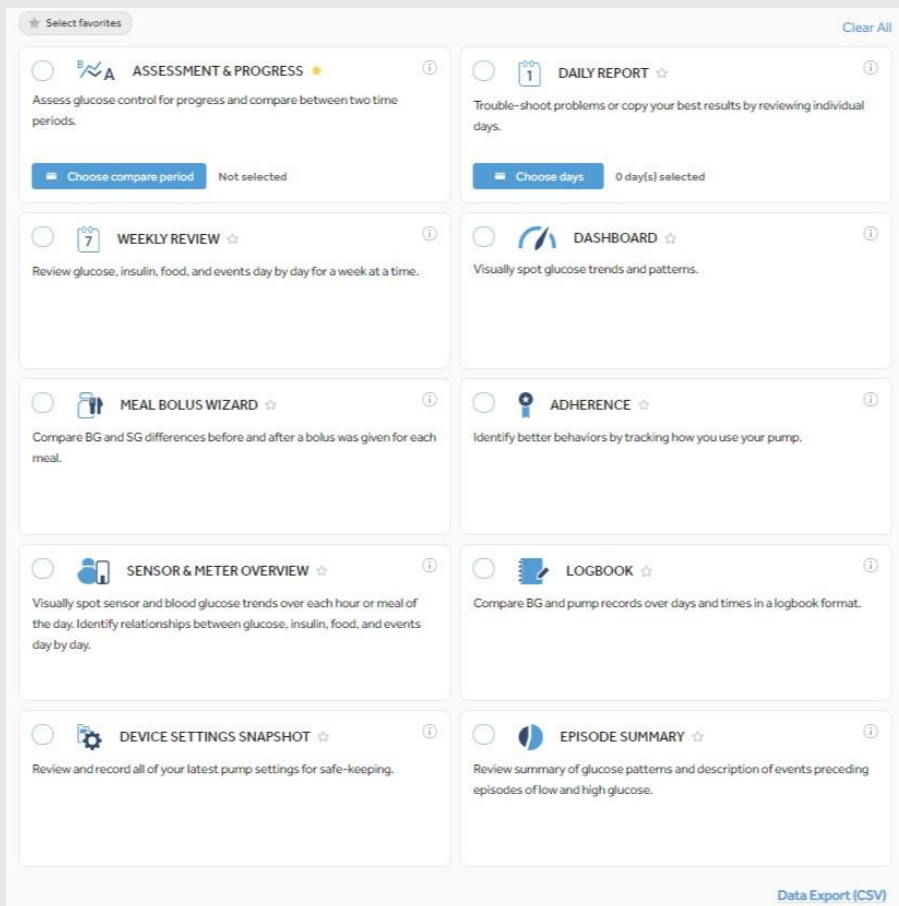 Select favorites
Clear All
B A ASSESSMENT & PROGRESS
Assess glucose control for progress and compare between two time
periods.
Choose compare period Not selected
1 DAILY REPORT
Trouble-shoot problems or copy your best results by reviewing individual
days.
Choose days 0 day(s) selected
7 WEEKLY REVIEW
Review glucose, insulin, food, and events day by day for a week at a time.
DASHBOARD
Visually spot glucose trends and patterns.
MEAL BOLUS WIZARD
Compare BG and SG differences before and after a bolus was given for each
meal.
ADHERENCE
Identify better behaviors by tracking how you use your pump.
SENSOR & METER OVERVIEW
Visually spot sensor and blood glucose trends over each hour or meal of
the day. Identify relationships between glucose, insulin, food, and events
day by day.
LOGBOOK
Compare BG and pump records over days and times in a logbook format.
DEVICE SETTINGS SNAPSHOT
Review and record all of your latest pump settings for safe-keeping.
EPISODE SUMMARY
Review summary of glucose patterns and description of events preceding
episodes of low and high glucose.
Data Export (CSV)